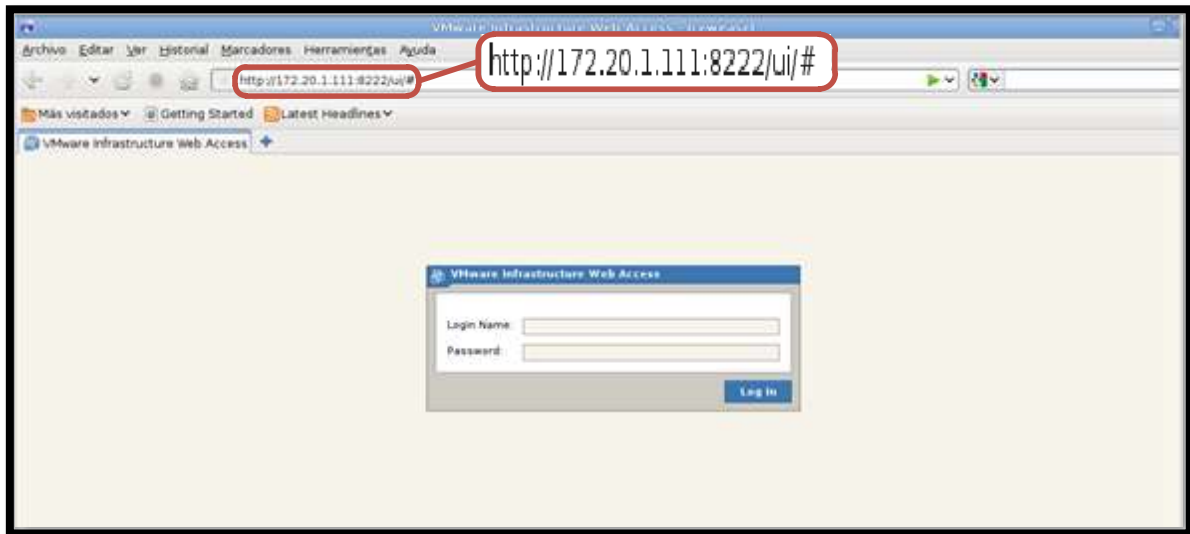 VMware Infrastructure Web Access - Iceweasel
Archivo Editar Ver Historial Marcadores Herramientas Ayuda
http://172.20.1.111:8222/ui/#
http://172.20.1.111:8222/ui/#
Más visitados Getting Started Latest Headlines
VMware Infrastructure Web Access
VMware Infrastructure Web Access
Login Name:
Password:
Log In